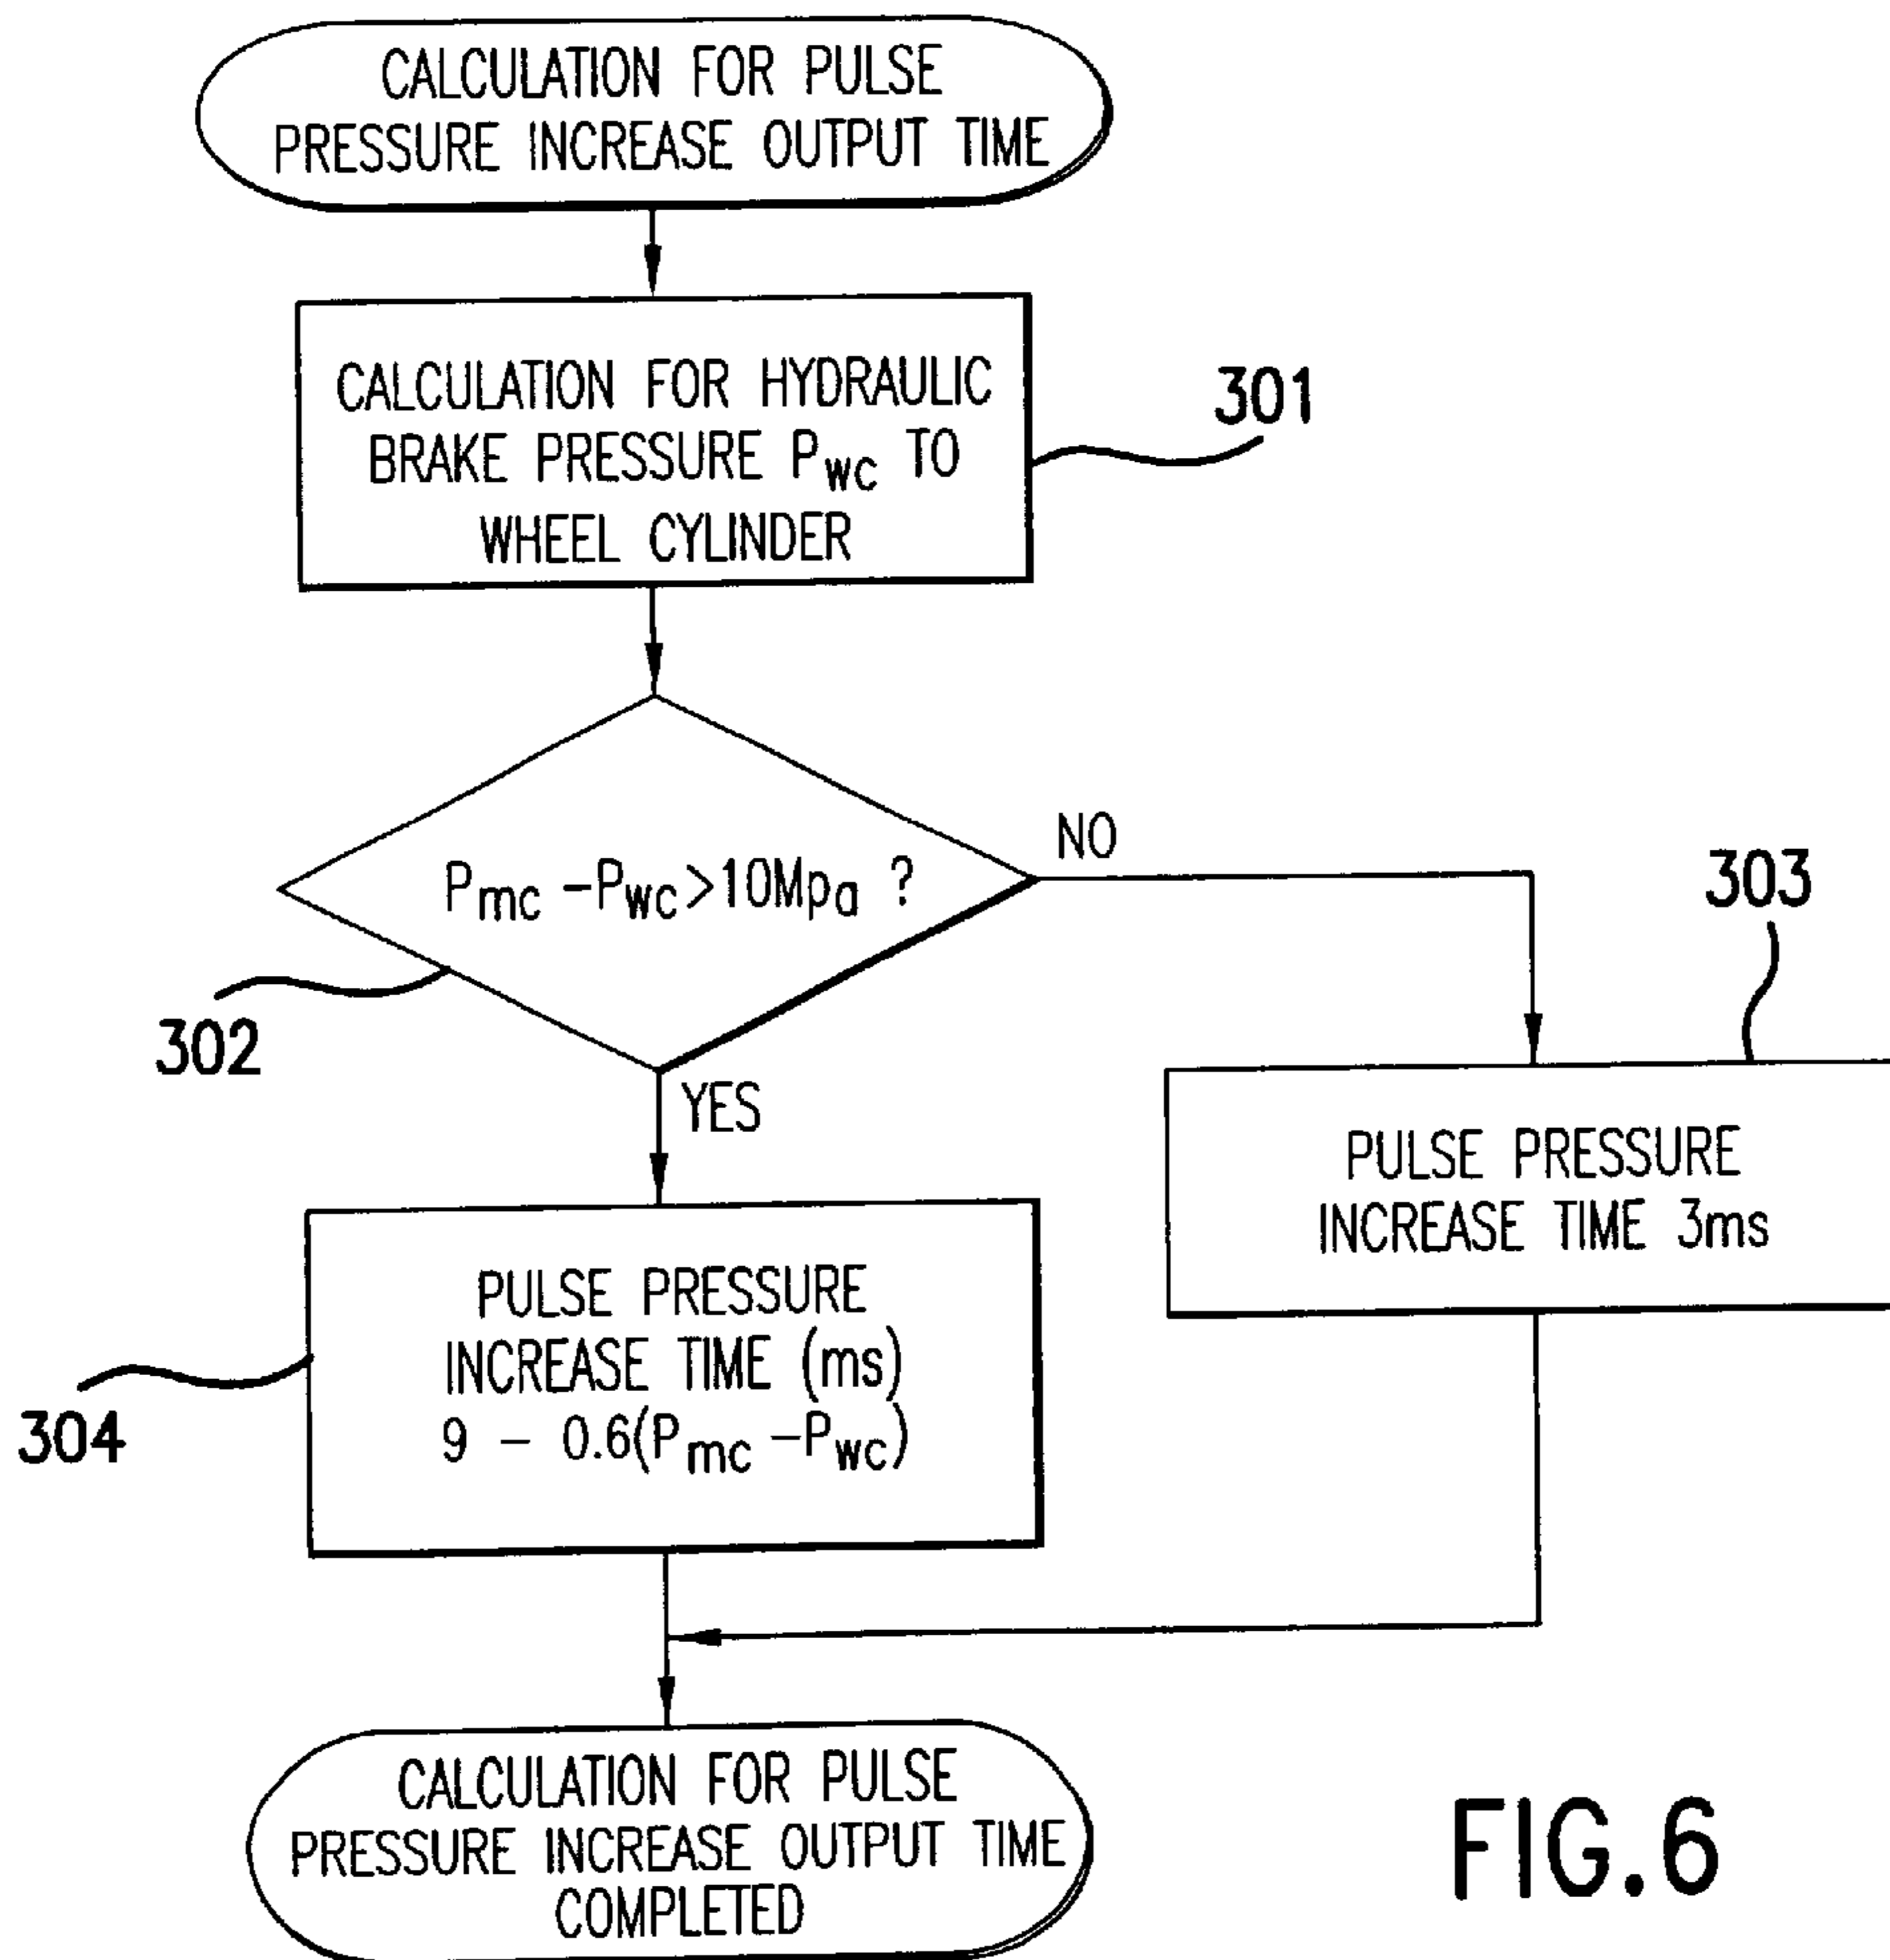 CALCULATION FOR PULSE
PRESSURE INCREASE OUTPUT TIME
CALCULATION FOR HYDRAULIC
BRAKE PRESSURE Pwc TO
WHEEL CYLINDER
301
Pmc -Pwc>10Mpa ?
NO
302
YES
303
PULSE PRESSURE
INCREASE TIME 3ms
PULSE PRESSURE
INCREASE TIME (ms)
9 - 0.6(Pmc -Pwc)
304
CALCULATION FOR PULSE
PRESSURE INCREASE OUTPUT TIME
COMPLETED
FIG.6